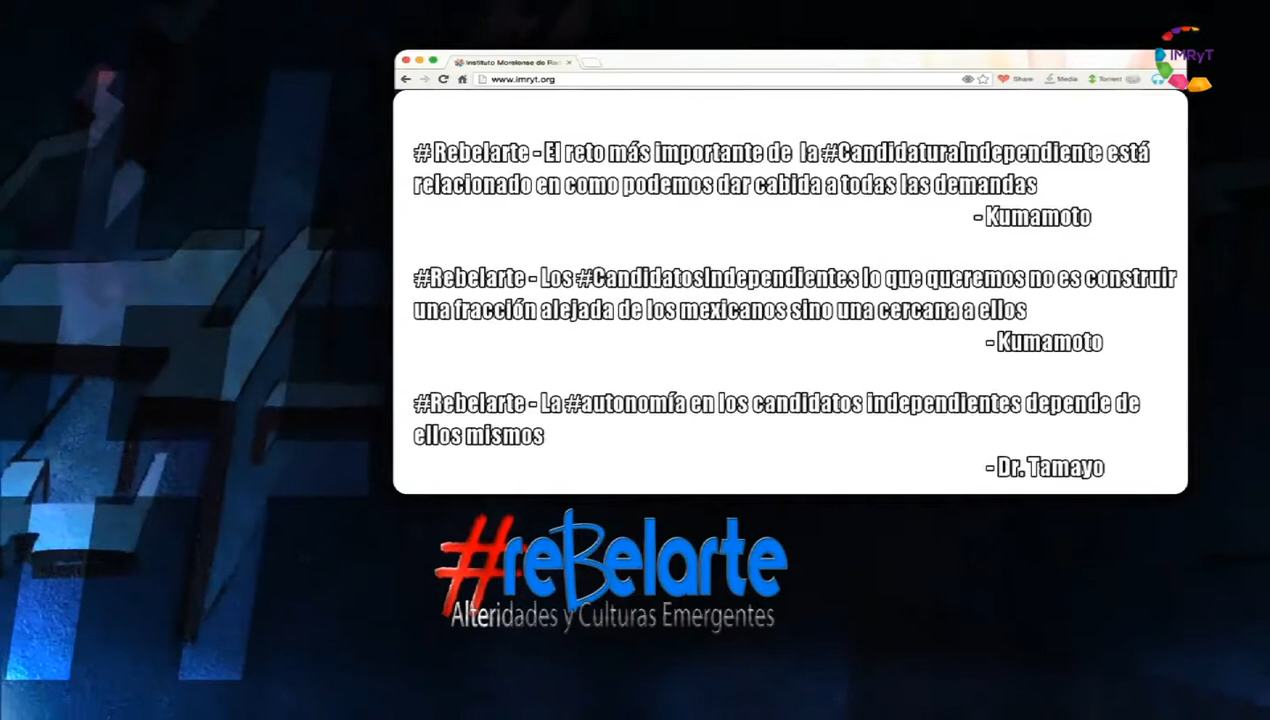 IMRyT
Instituto Morelense de Rad
www.imryt.org
Share
Media
Torrent
# Rebelarte - El reto más importante de la #CandidaturaIndependiente está
relacionado en como podemos dar cabida a todas las demandas
- Kumamoto
#Rebelarte - Los #CandidatosIndependientes lo que queremos no es construir
una fracción alejada de los mexicanos sino una cercana a ellos
- Kumamoto
#Rebelarte - La #autonomía en los candidatos independientes depende de
ellos mismos
- Dr. Tamayo
#reBelarte
Alteridades y Culturas Emergentes